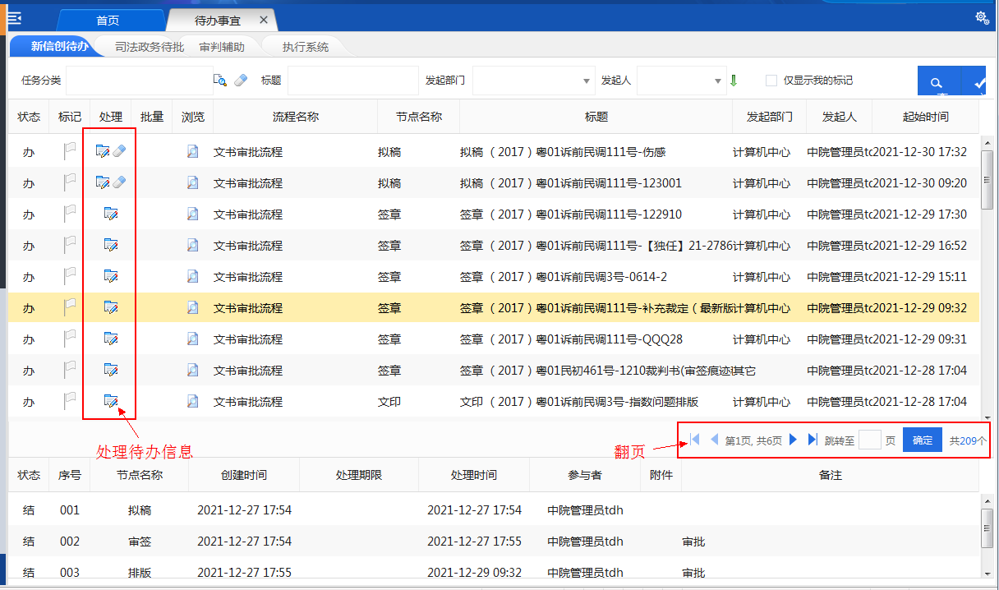 首页 待办事宜
新信创待办 司法政务待批 审判辅助 执行系统
任务分类 标题 发起部门 发起人 仅显示我的标记
状态 标记 处理 批量 浏览 流程名称 节点名称 标题 发起部门 发起人 起始时间
办 文书审批流程 拟稿 拟稿（2017）粤01诉前民调111号-伤感 计算机中心 中院管理员tc 2021-12-30 17:32
办 文书审批流程 拟稿 拟稿（2017）粤01诉前民调111号-123001 计算机中心 中院管理员tc 2021-12-30 09:20
办 文书审批流程 签章 签章（2017）粤01诉前民调111号-122910 计算机中心 中院管理员tc 2021-12-29 17:30
办 文书审批流程 签章 签章（2017）粤01诉前民调111号-【独任】21-2786 计算机中心 中院管理员tc 2021-12-29 16:52
办 文书审批流程 签章 签章（2017）粤01诉前民调3号-0614-2 计算机中心 中院管理员tc 2021-12-29 15:11
办 文书审批流程 签章 签章（2017）粤01诉前民调111号-补充裁定（最新版 计算机中心 中院管理员tc 2021-12-29 09:32
办 文书审批流程 签章 签章（2017）粤01诉前民调111号-QQQ28 计算机中心 中院管理员tc 2021-12-29 09:31
办 文书审批流程 签章 签章（2017）粤01民初461号-1210裁判书(审签痕迹 其它 中院管理员tc 2021-12-28 17:04
办 文书审批流程 文印 文印（2017）粤01诉前民调3号-指数问题排版 计算机中心 中院管理员tc 2021-12-28 17:04
第1页, 共6页 跳转至 页 确定 共209个
处理待办信息 翻页
状态 序号 节点名称 创建时间 处理期限 处理时间 参与者 附件 备注
结 001 拟稿 2021-12-27 17:54 2021-12-27 17:54 中院管理员tdh
结 002 审签 2021-12-27 17:54 2021-12-27 17:55 中院管理员tdh 审批
结 003 排版 2021-12-27 17:55 2021-12-29 09:32 中院管理员tdh 审批